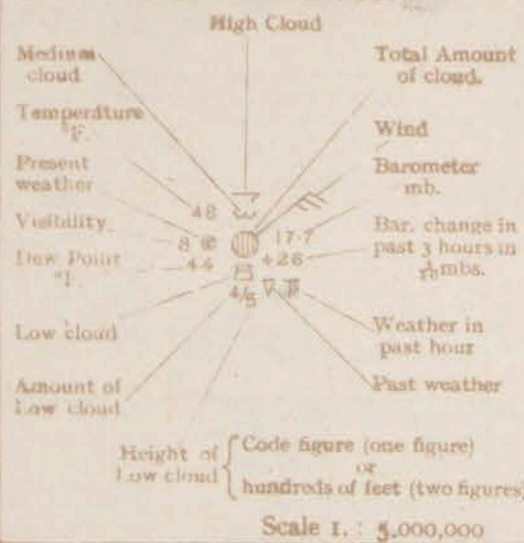 High Cloud
Medium
cloud
Total Amount
of cloud.
Temperature
°F.
Wind
Present
weather
Barometer
mb.
48
Visibility
8
17.7
Bar. change in
past 3 hours in
1/10 mbs.
Dew Point
°F.
44
+26
4/5
Low cloud
Weather in
past hour
Amount of
Low cloud
Past weather
Height of
Low cloud
Code figure (one figure)
or
hundreds of feet (two figures)
Scale 1. : 5,000,000